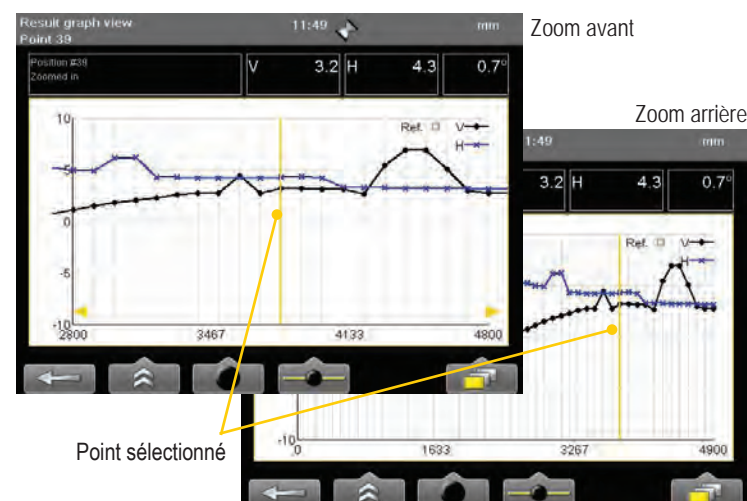 Result graph view
Point 39
11:49
mm
Zoom avant
Position #39
Zoomed in
V 3.2 H 4.3 0.7°
10
Ref. V
H
5
0
-5
-10
2800 3467 4133 4800
Zoom arrière
1:49 mm
3.2 H 4.3 0.7°
Ref. V
H
-10
0 1633 3267 4900
Point sélectionné